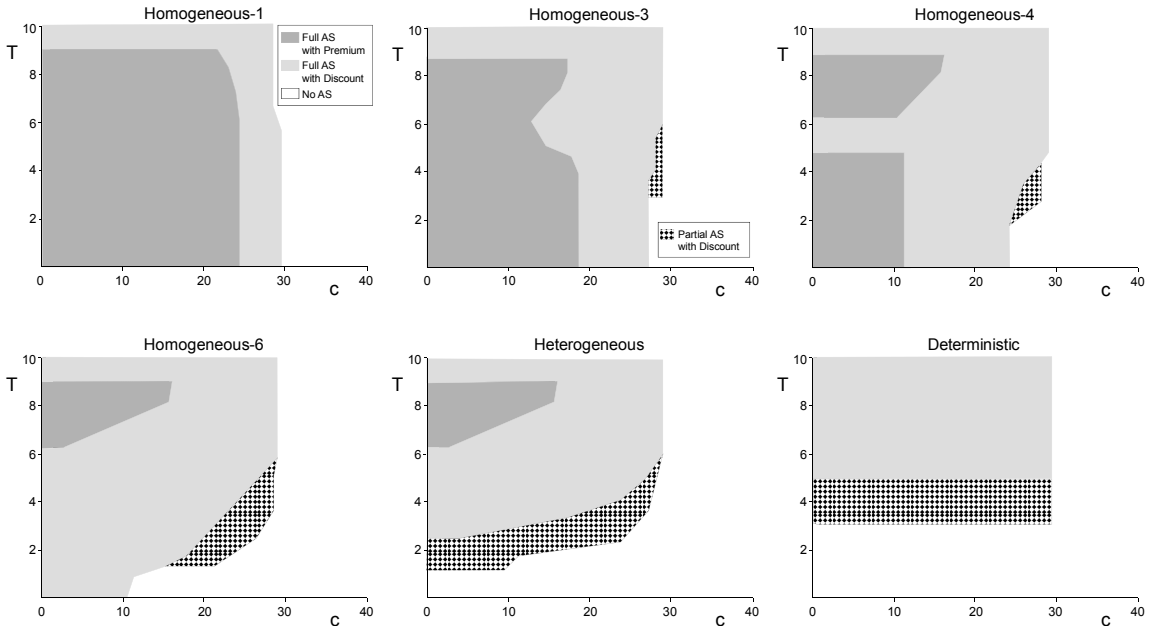 Homogeneous-1
10
T
8
6
4
2
0
10
20
30
40
c
Full AS
with Premium
Full AS
with Discount
No AS
Homogeneous-3
10
T
8
6
4
2
0
10
20
30
40
c
Partial AS
with Discount
Homogeneous-4
10
T
8
6
4
2
0
10
20
30
40
c
Homogeneous-6
10
T
8
6
4
2
0
10
20
30
40
c
Heterogeneous
10
T
8
6
4
2
0
10
20
30
40
c
Deterministic
10
T
8
6
4
2
0
10
20
30
40
c